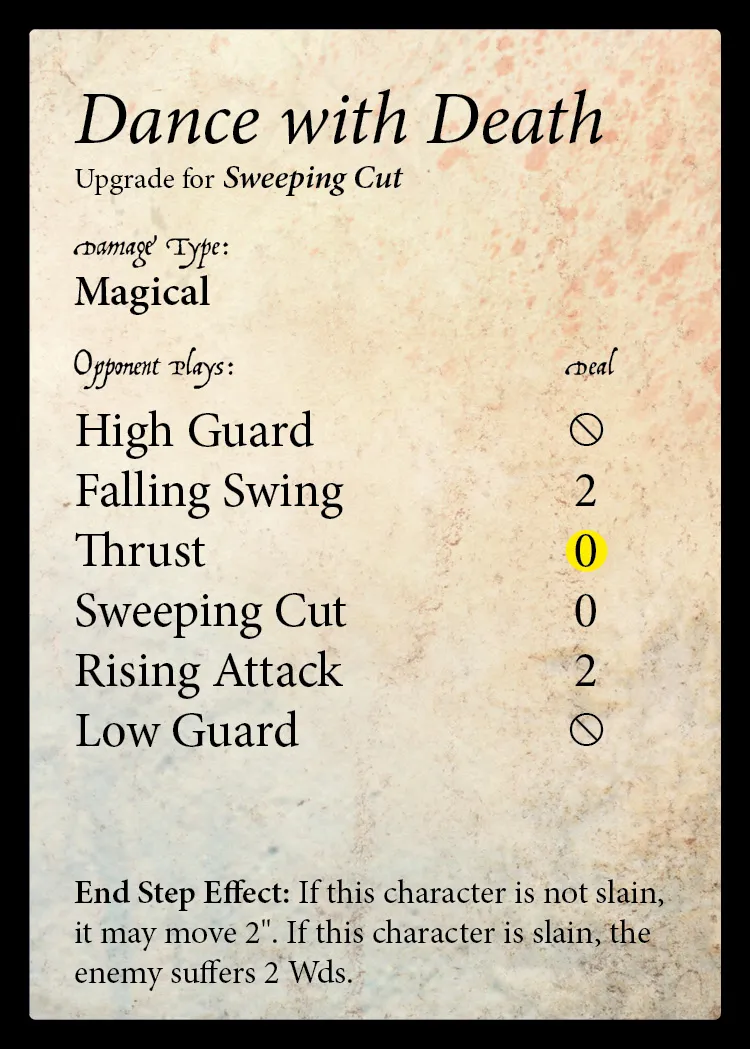 Dance with Death
Upgrade for Sweeping Cut
Damage Type:
Magical
Opponent Plays: Deal
High Guard
Falling Swing 2
Thrust 0
Sweeping Cut 0
Rising Attack 2
Low Guard
End Step Effect: If this character is not slain,
it may move 2". If this character is slain, the
enemy suffers 2 Wds.